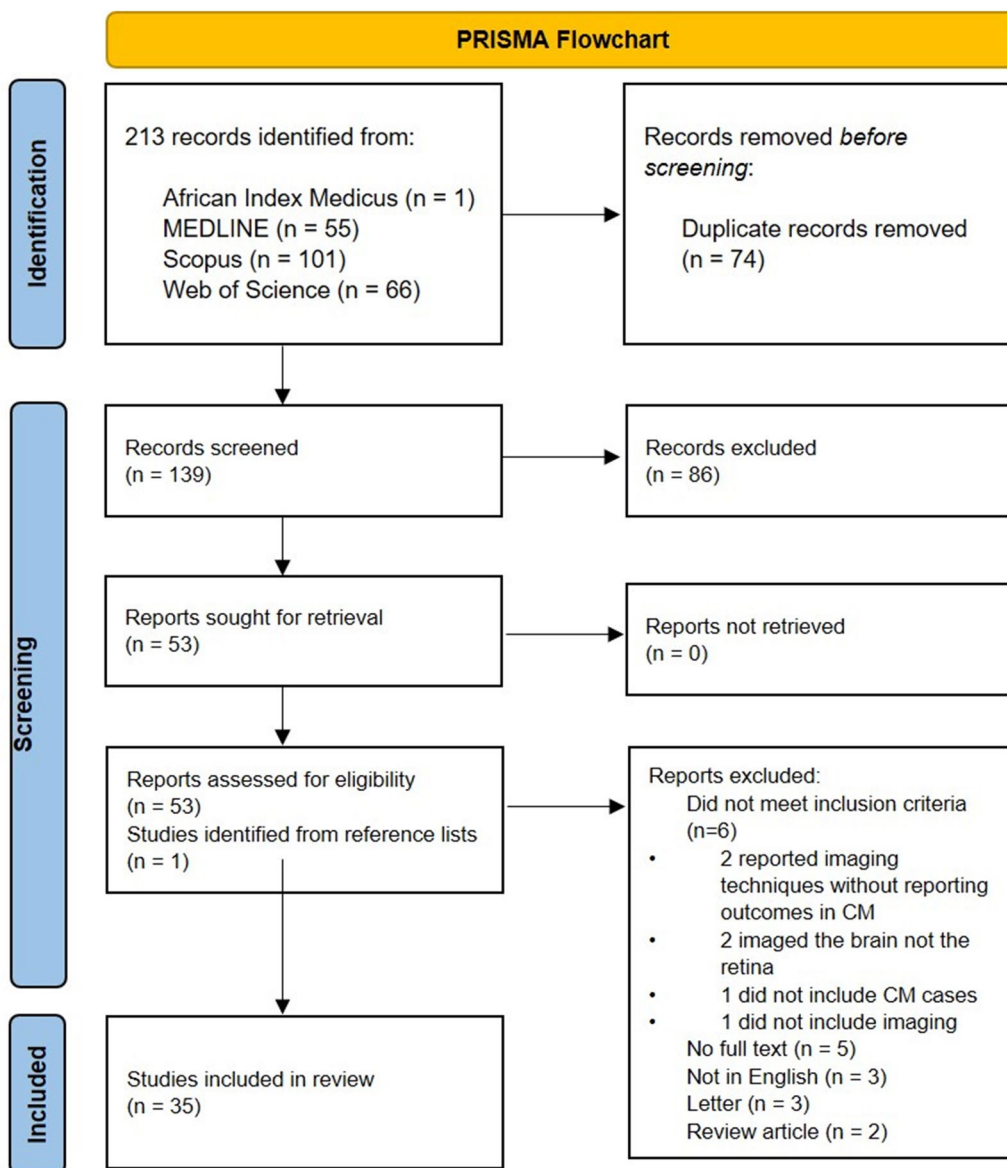 PRISMA Flowchart
Identification
213 records identified from:
African Index Medicus (n = 1)
MEDLINE (n = 55)
Scopus (n = 101)
Web of Science (n = 66)
Records removed before
screening:
Duplicate records removed
(n = 74)
Screening
Records screened
(n = 139)
Records excluded
(n = 86)
Reports sought for retrieval
(n = 53)
Reports not retrieved
(n = 0)
Reports assessed for eligibility
(n = 53)
Studies identified from reference lists
(n = 1)
Reports excluded:
Did not meet inclusion criteria
(n=6)
• 2 reported imaging
techniques without reporting
outcomes in CM
• 2 imaged the brain not the
retina
• 1 did not include CM cases
• 1 did not include imaging
No full text (n = 5)
Not in English (n = 3)
Letter (n = 3)
Review article (n = 2)
Included
Studies included in review
(n = 35)